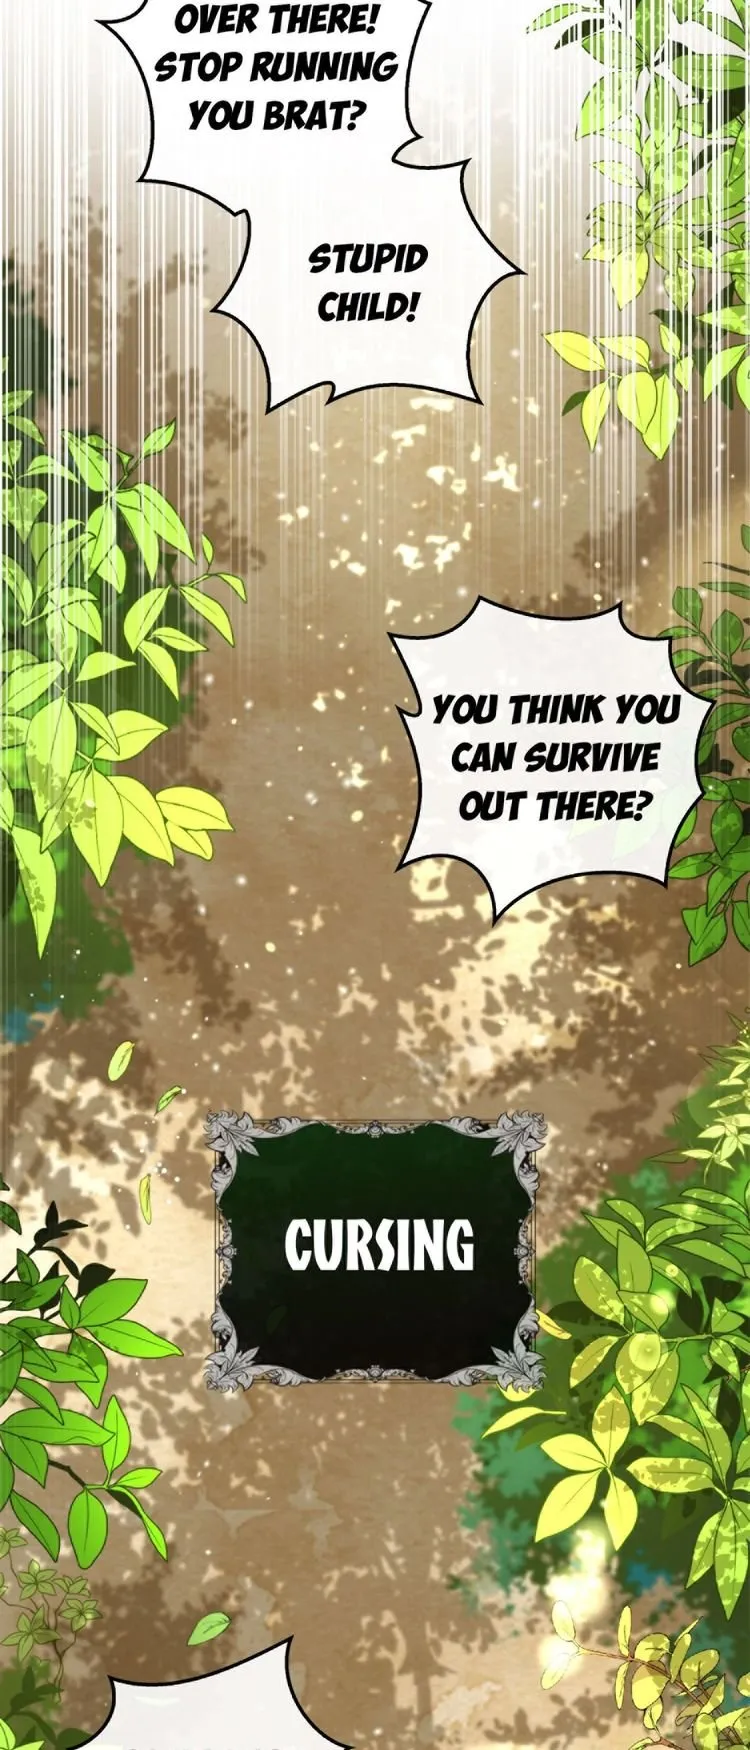 OVER THERE!
STOP RUNNING
YOU BRAT?
STUPID
CHILD!
YOU THINK YOU
CAN SURVIVE
OUT THERE?
CURSING